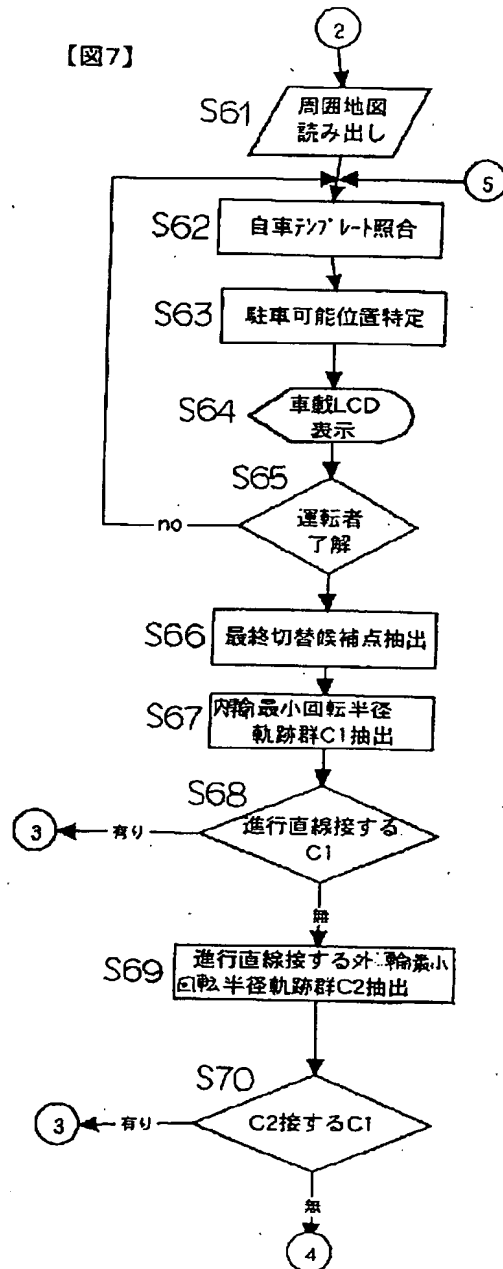 【図7】
2
S61
周囲地図
読み出し
5
S62
自車テンプレート照合
S63
駐車可能位置特定
S64
車載LCD
表示
S65
運転者
了解
no
S66
最終切替候補点抽出
S67
内輪最小回転半径
軌跡群C1抽出
S68
進行直線接する
C1
3
有り
無
S69
進行直線接する外輪最小
回転半径軌跡群C2抽出
S70
C2接するC1
3
有り
無
4